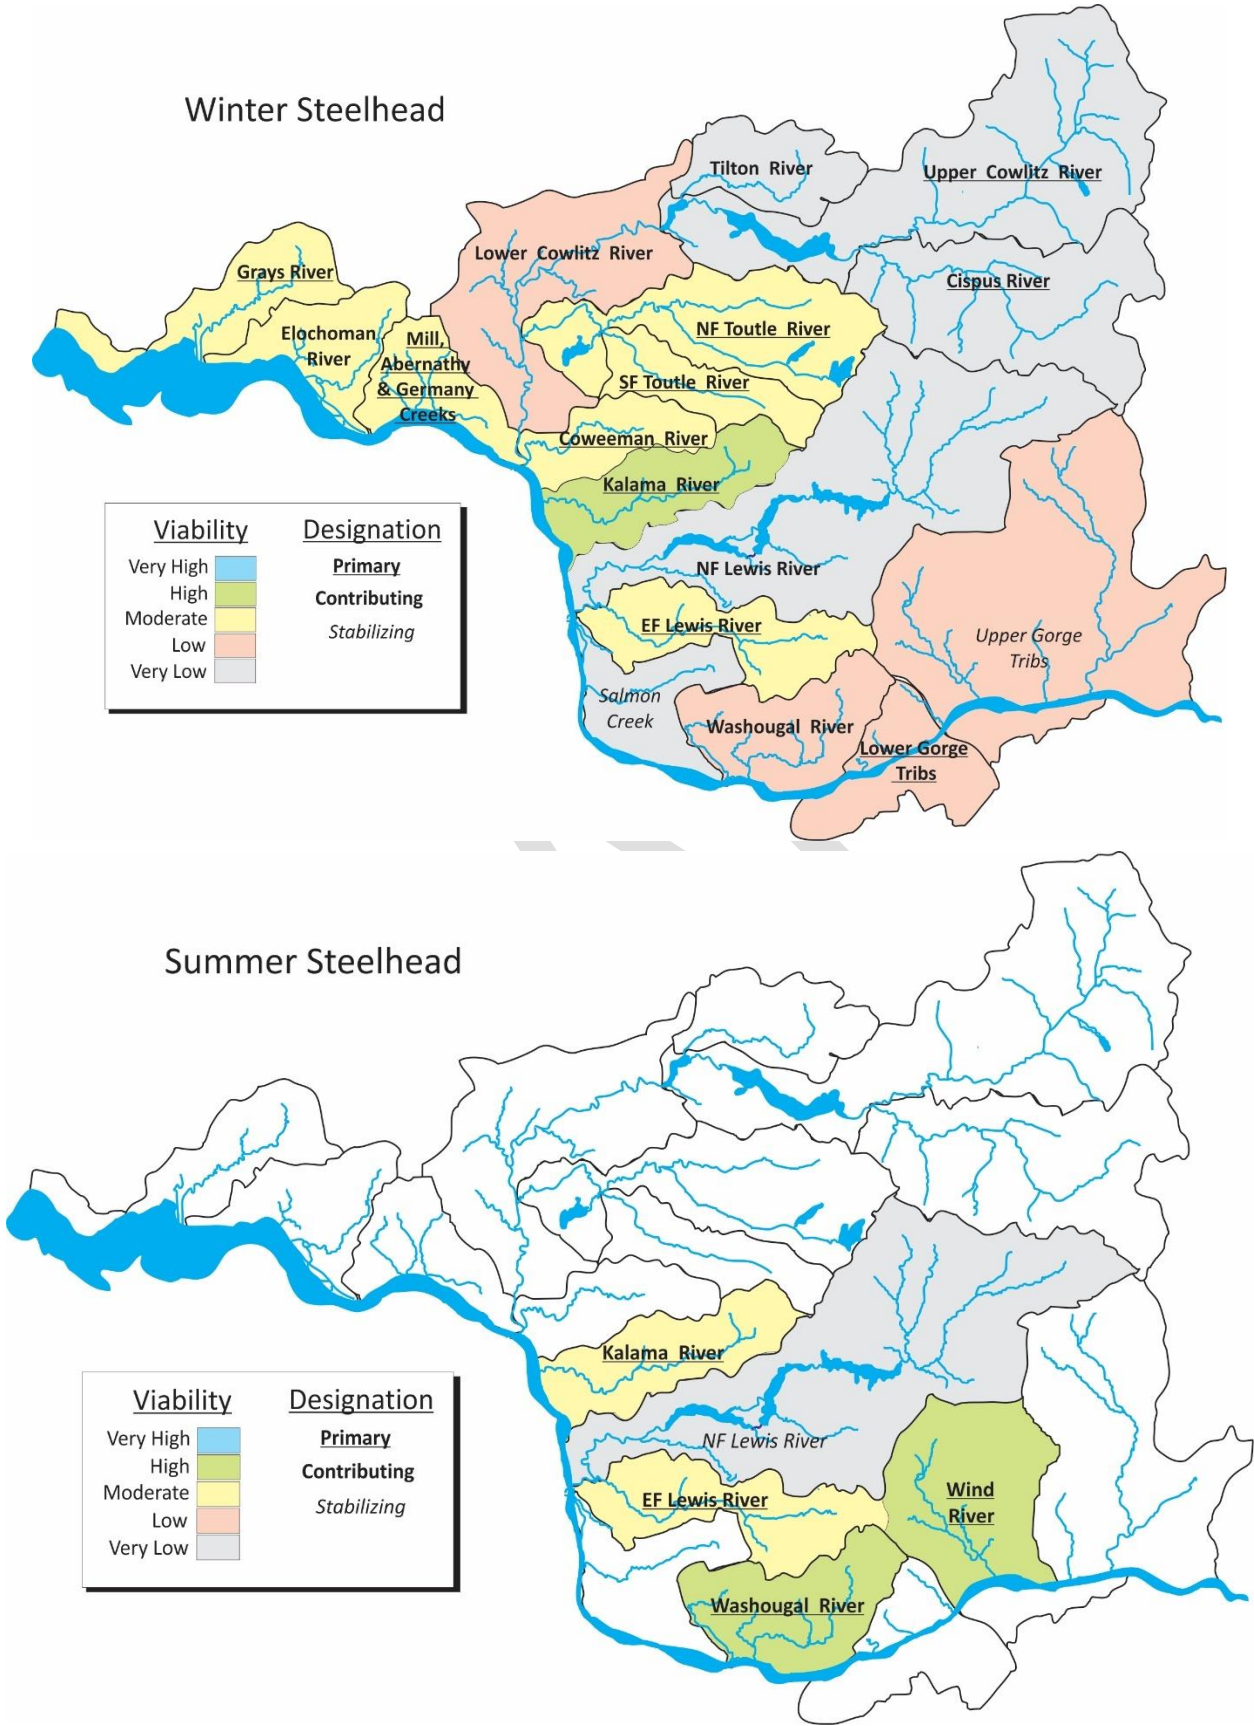 Winter Steelhead
Tilton River
Upper Cowlitz River
Lower Cowlitz River
Grays River
Cispus River
Elochoman
River
Mill,
Abernathy
& Germany
Creeks
NF Toutle River
SF Toutle River
Coweeman River
Kalama River
Viability
Designation
Very High
Primary
High
Contributing
Moderate
Stabilizing
Low
Very Low
NF Lewis River
EF Lewis River
Upper Gorge
Tribs
Salmon
Creek
Washougal River
Lower Gorge
Tribs
Summer Steelhead
Kalama River
Viability
Designation
Very High
Primary
High
Contributing
Moderate
Stabilizing
Low
Very Low
NF Lewis River
EF Lewis River
Wind
River
Washougal River